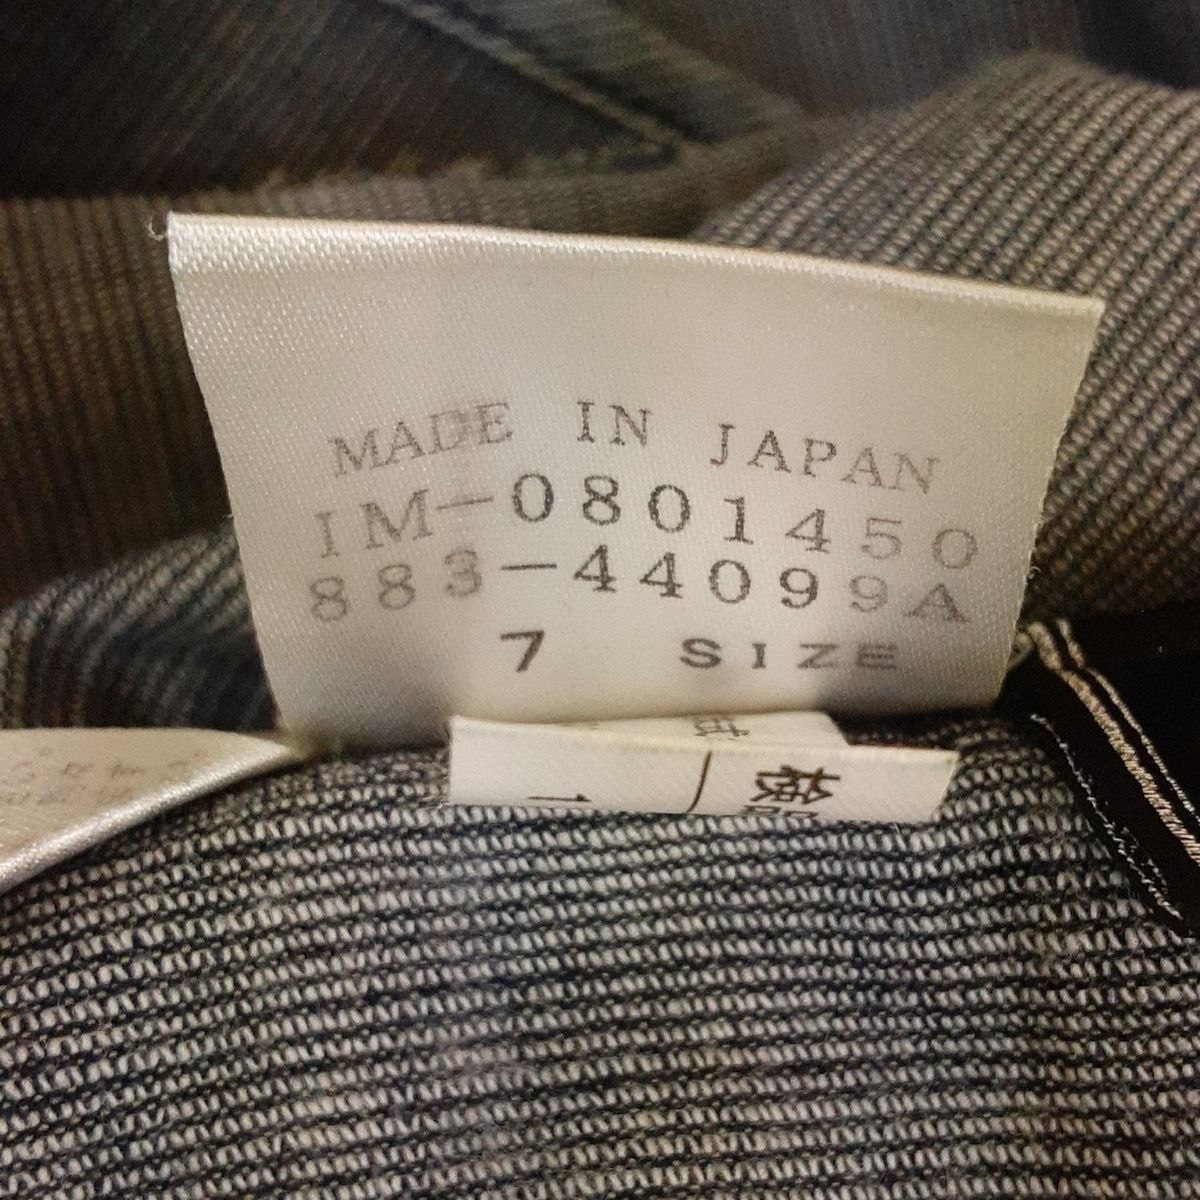 MADE IN JAPAN
IM-0801450
883-44099A
7 SIZE